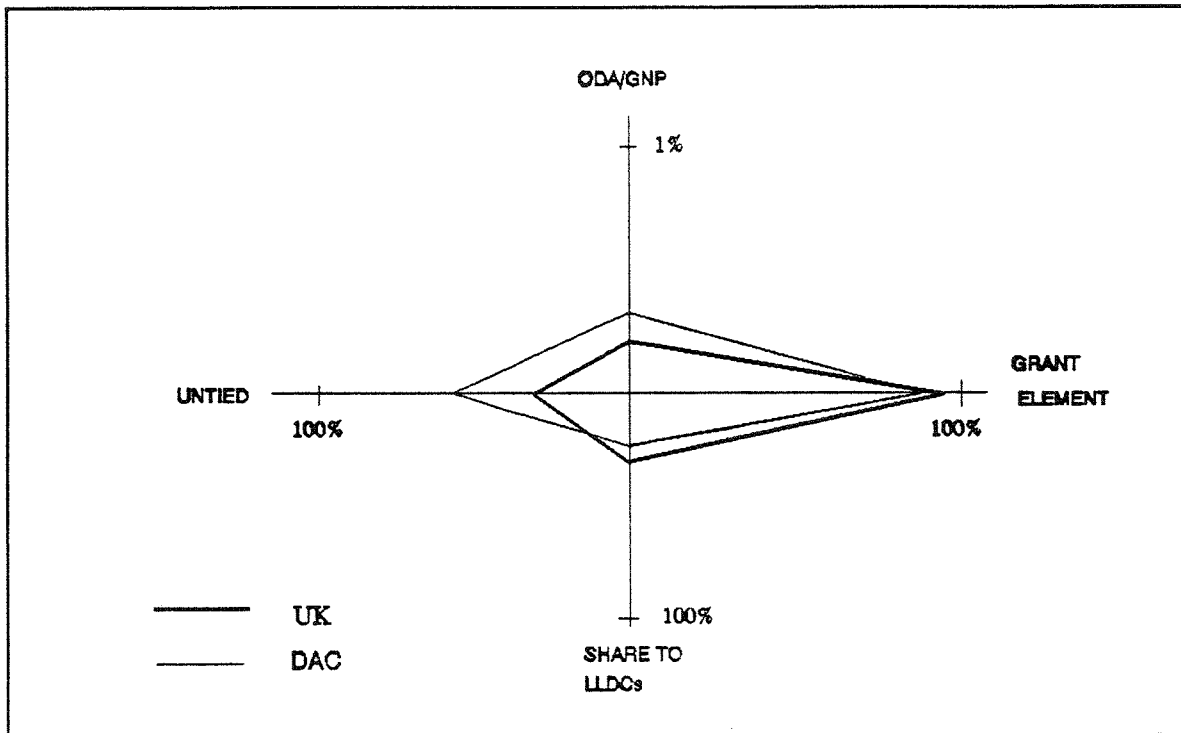 ODA/GNP
1%
GRANT
UNTIED
ELEMENT
100%
100%
UK
100%
DAC
SHARE TO
LLDCs